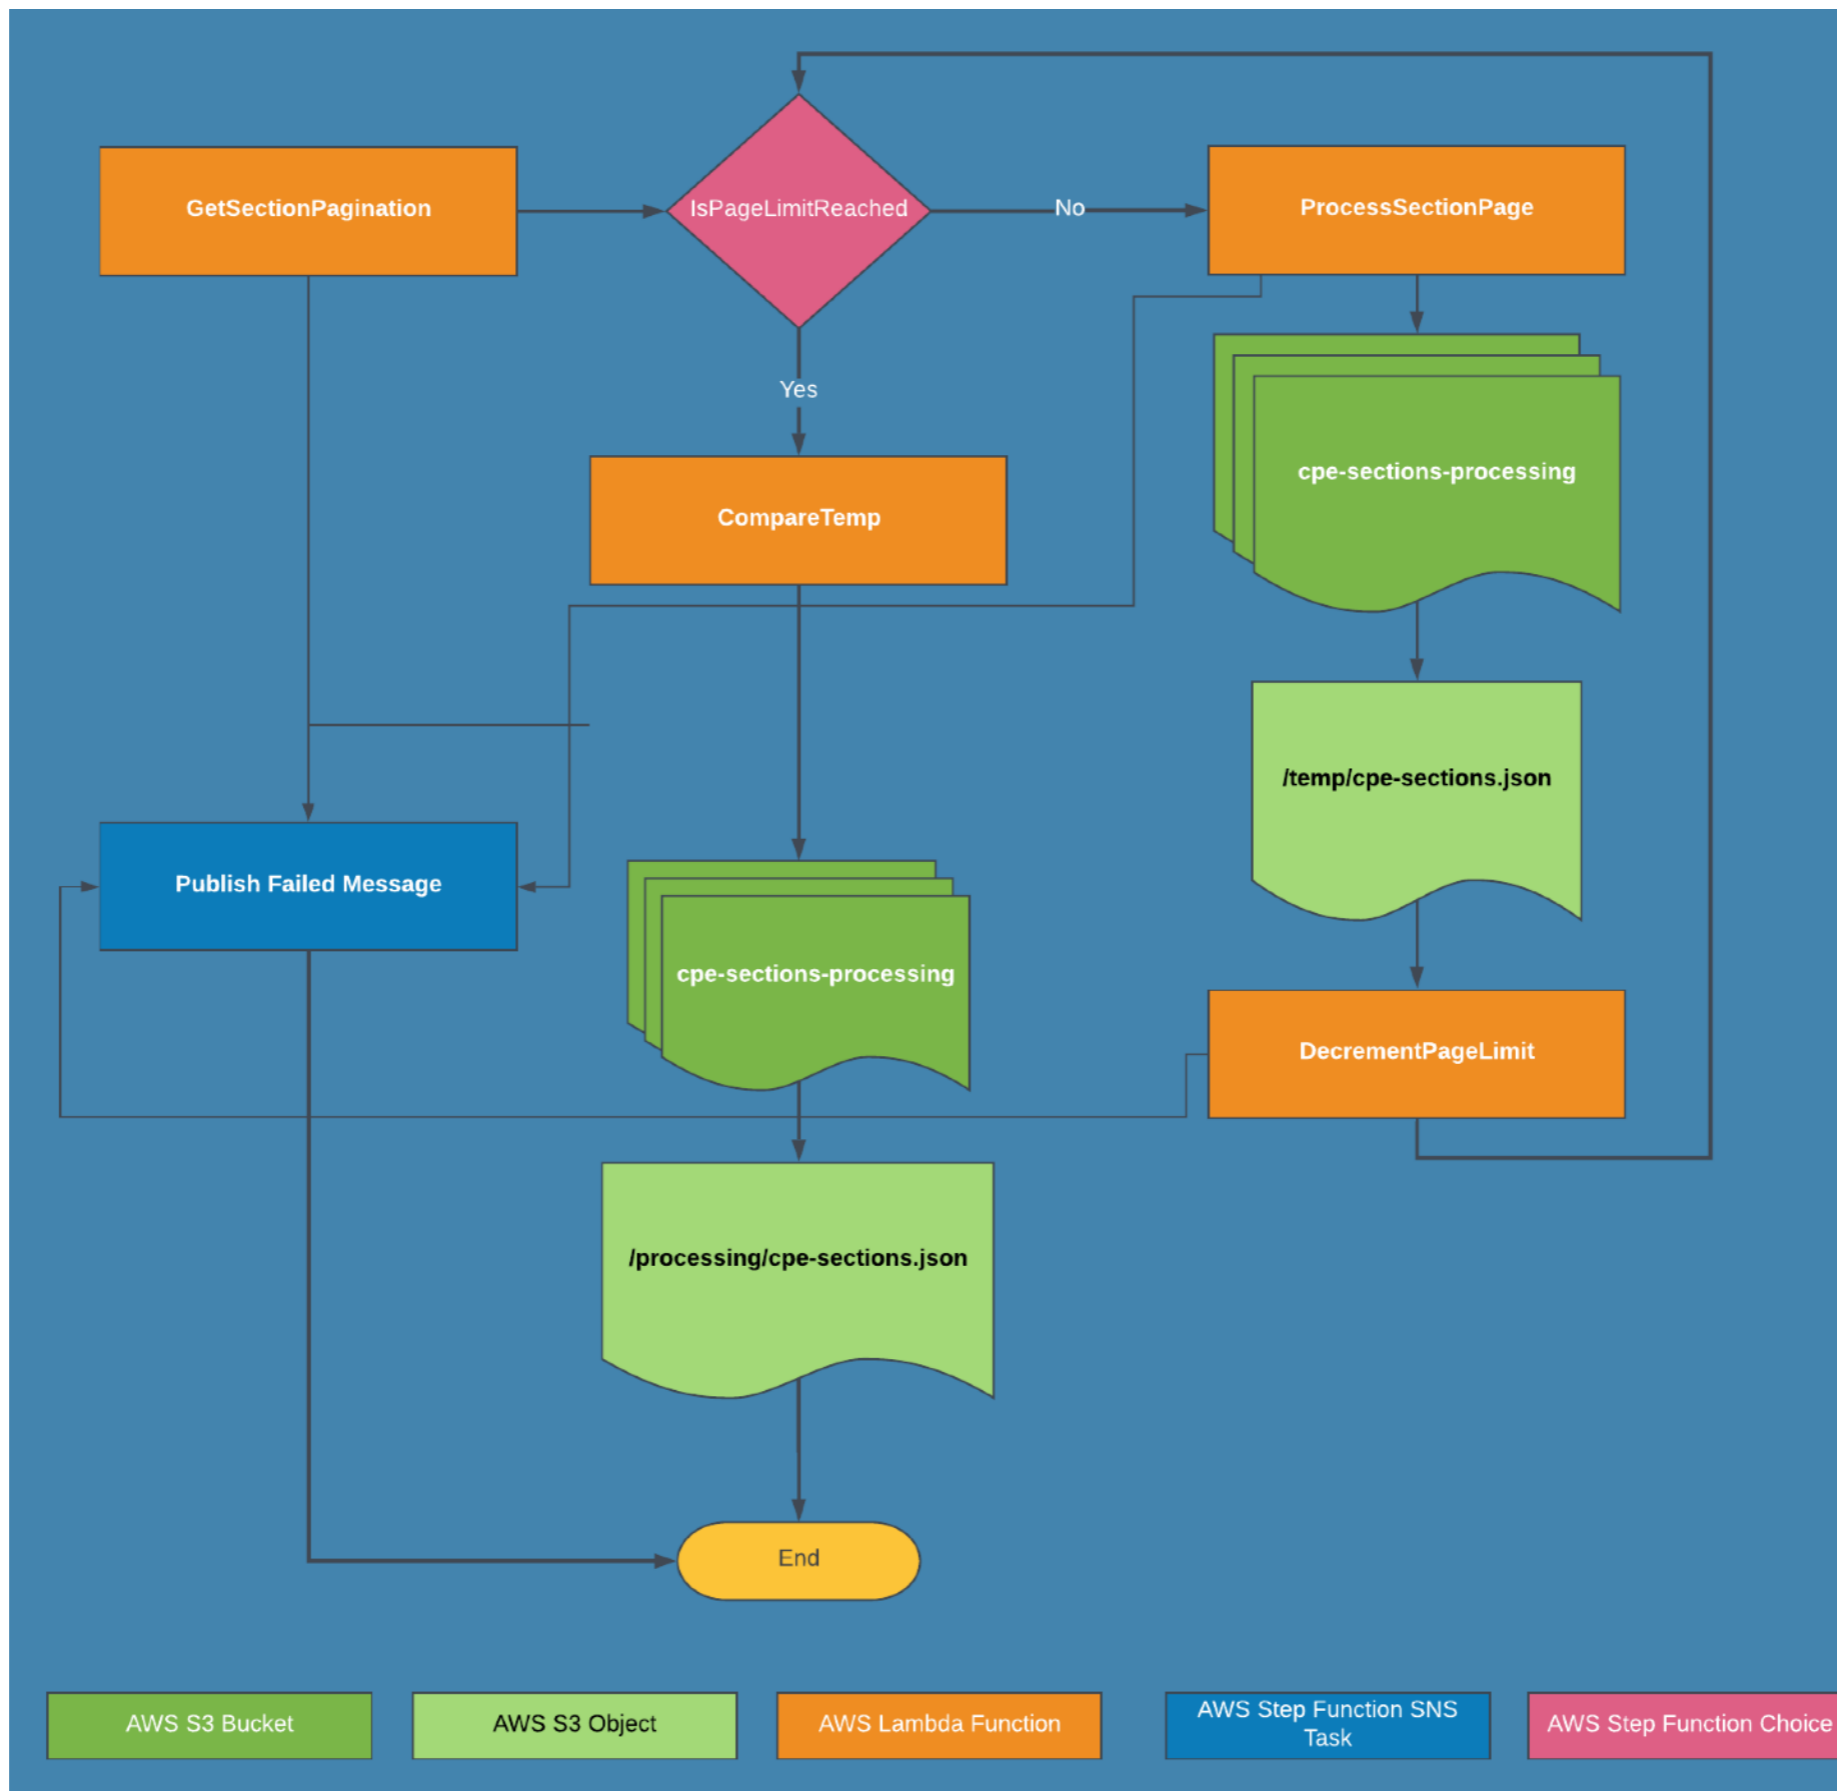 GetSectionPagination
IsPageLimitReached
No
ProcessSectionPage
Yes
cpe-sections-processing
CompareTemp
/temp/cpe-sections.json
Publish Failed Message
cpe-sections-processing
DecrementPageLimit
/processing/cpe-sections.json
End
AWS S3 Bucket
AWS S3 Object
AWS Lambda Function
AWS Step Function SNS
Task
AWS Step Function Choice